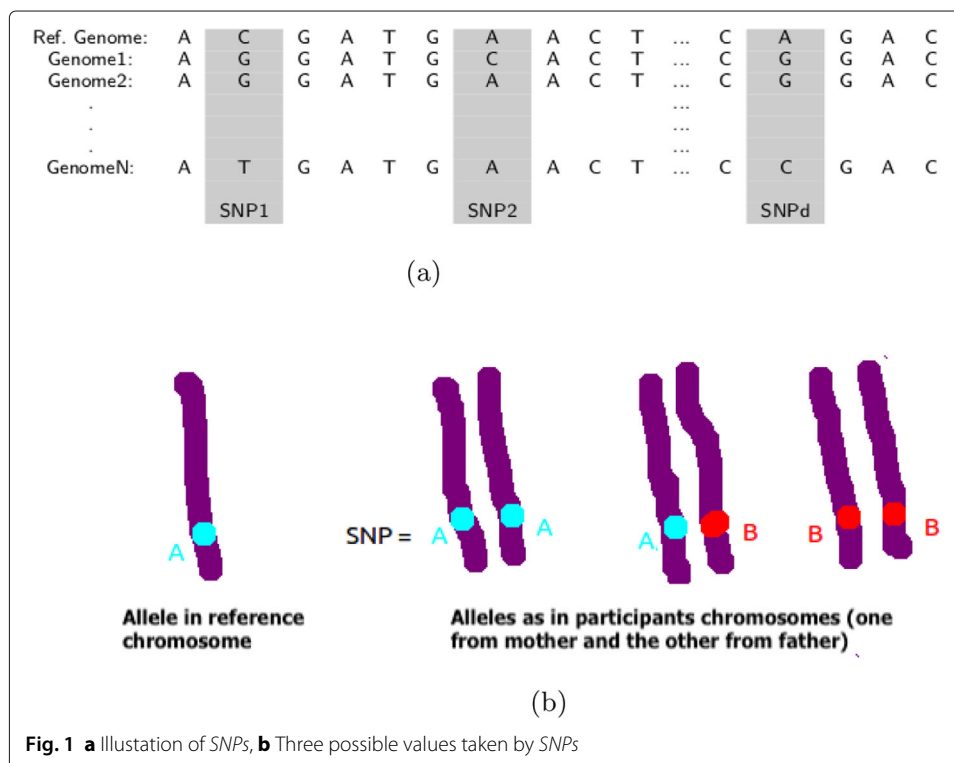 Ref. Genome: A C G A T G A A C T ... C A G A C
Genome1: A G G A T G C A C T ... C G G A C
Genome2: A G G A T G A A C T ... C G G A C
. ...
. ...
. ...
GenomeN: A T G A T G A A C T ... C C G A C
SNP1 SNP2 SNPd
(a)
SNP = A A A B B B
A
Allele in reference
chromosome
Alleles as in participants chromosomes (one
from mother and the other from father)
(b)
Fig. 1 a Illustation of SNPs, b Three possible values taken by SNPs